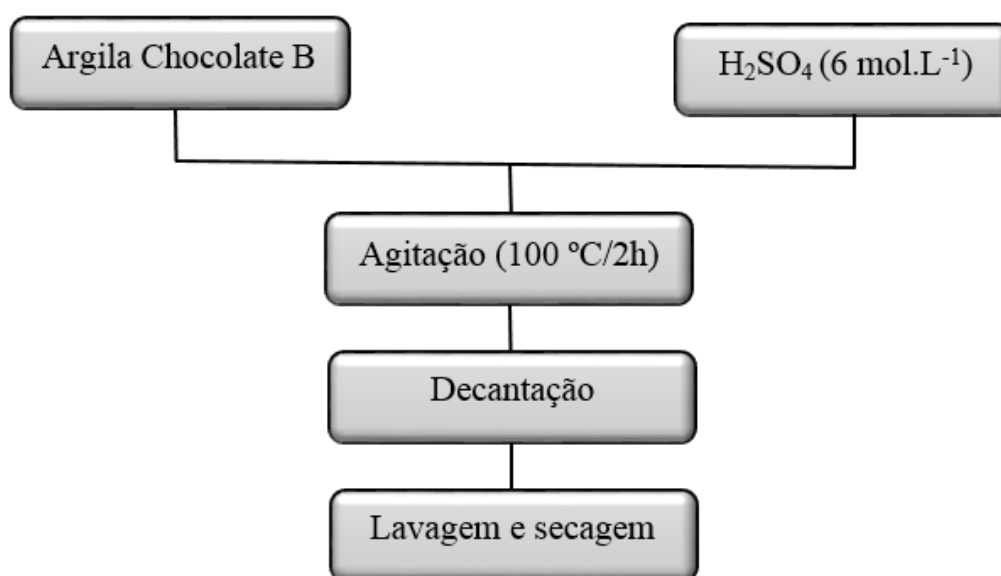 Argila Chocolate B
H₂SO₄ (6 mol.L⁻¹)
Agitação (100 ºC/2h)
Decantação
Lavagem e secagem